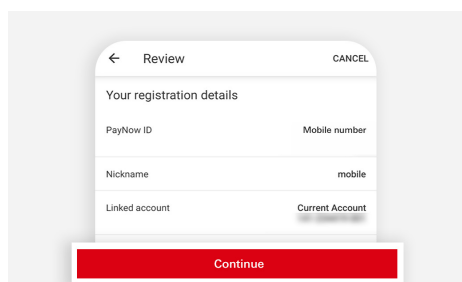 Review CANCEL
Your registration details
PayNow ID Mobile number
Nickname mobile
Linked account Current Account
Continue